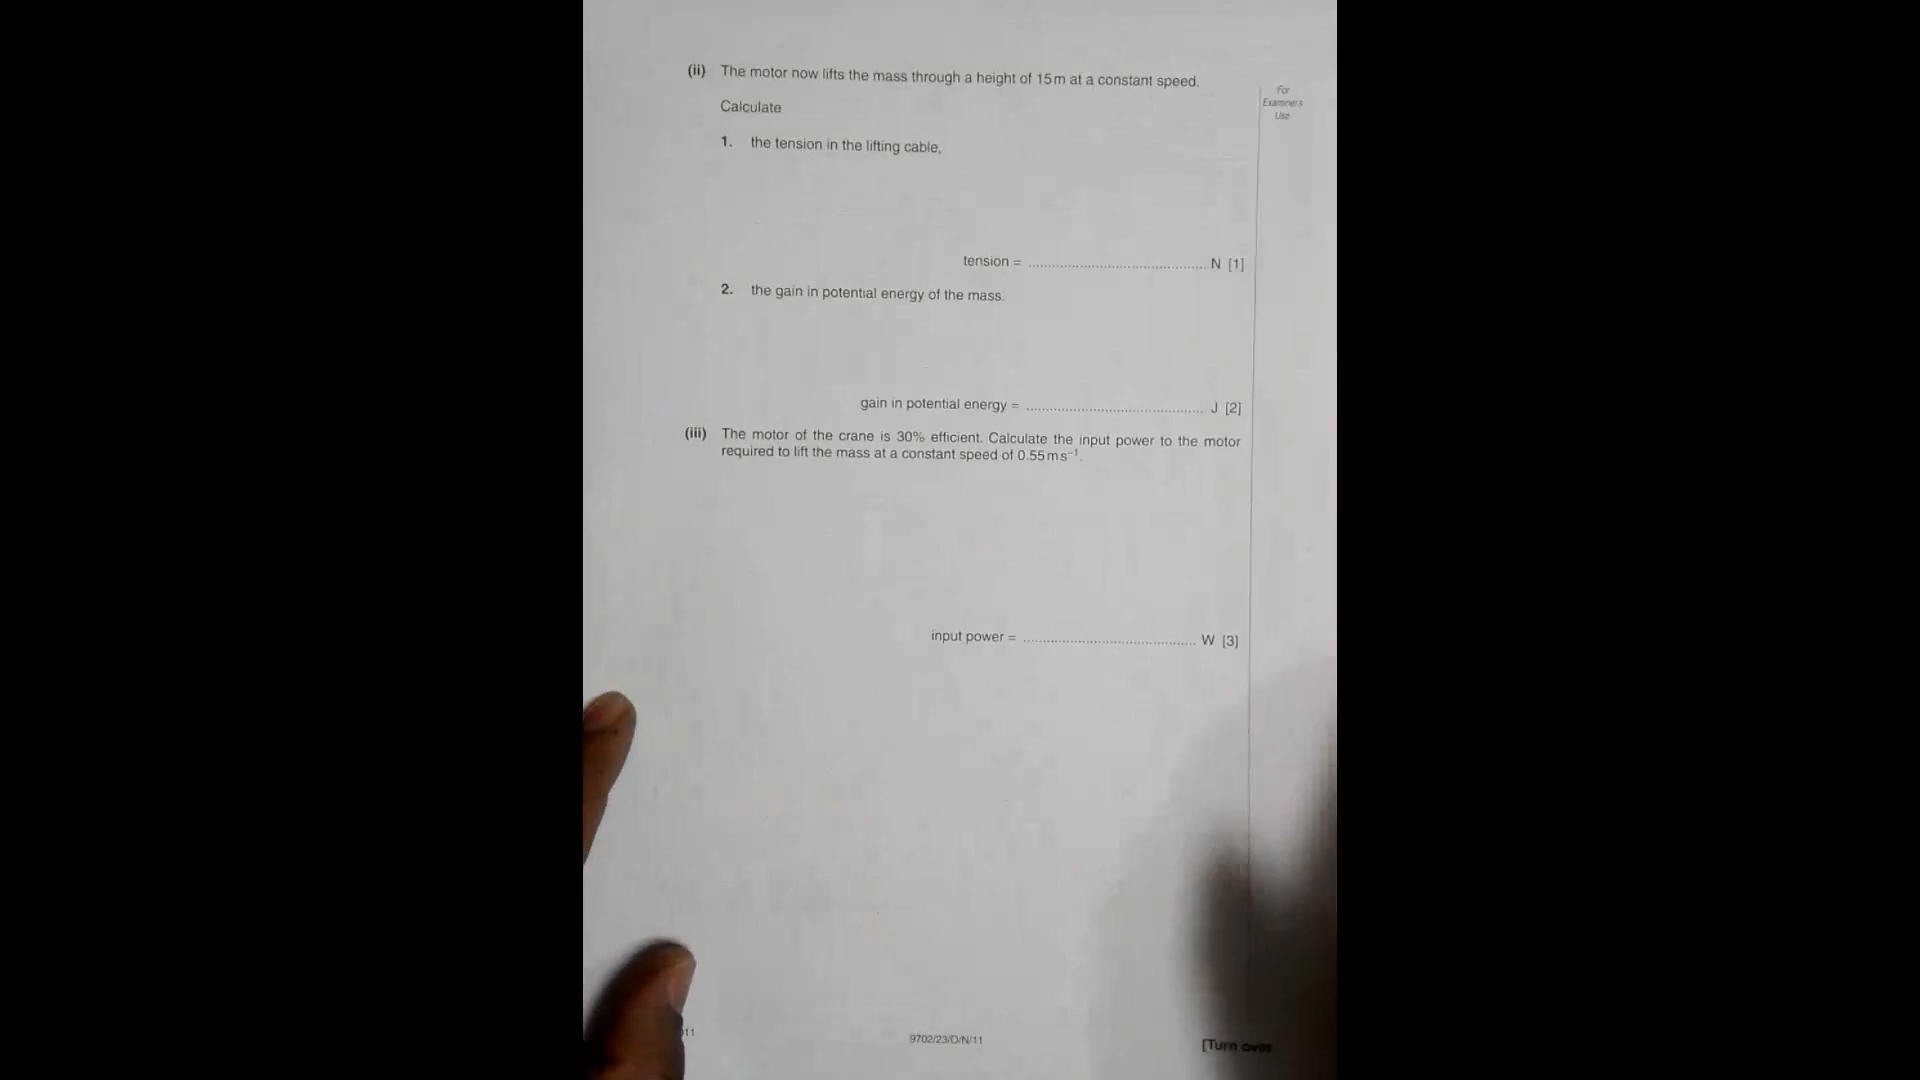 (ii) The motor now lifts the mass through a height of 15 m at a constant speed.
For
Examiner's
Use
Calculate
1. the tension in the lifting cable,
tension = ............................................ N [1]
2. the gain in potential energy of the mass.
gain in potential energy = ............................................ J [2]
(iii) The motor of the crane is 30% efficient. Calculate the input power to the motor
required to lift the mass at a constant speed of 0.55 m s⁻¹.
input power = ........................................... W [3]
11
9702/23/O/N/11
[Turn over